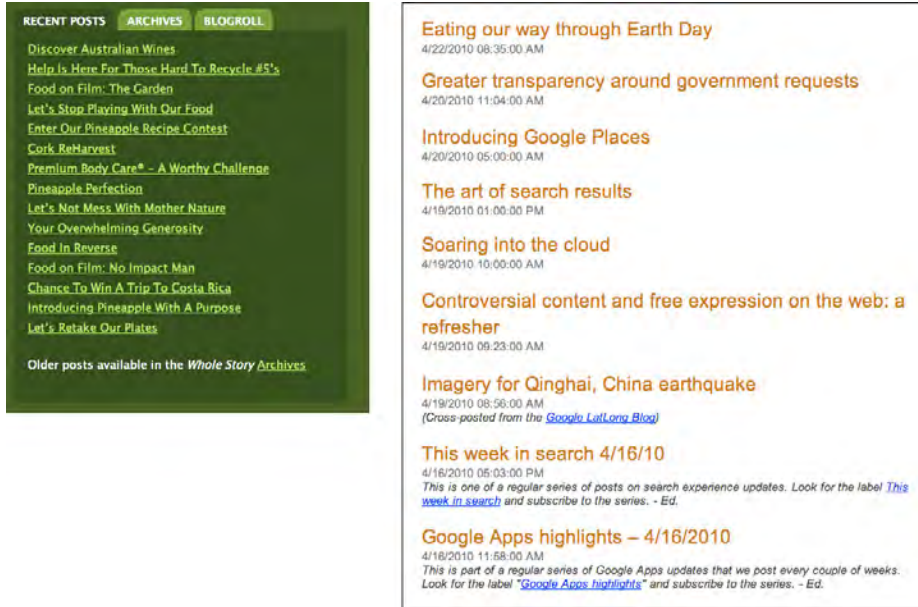 RECENT POSTS ARCHIVES BLOGROLL
Discover Australian Wines
Help Is Here For Those Hard To Recycle #5's
Food on Film: The Garden
Let's Stop Playing With Our Food
Enter Our Pineapple Recipe Contest
Cork ReHarvest
Premium Body Care® – A Worthy Challenge
Pineapple Perfection
Let's Not Mess With Mother Nature
Your Overwhelming Generosity
Food In Reverse
Food on Film: No Impact Man
Chance To Win A Trip To Costa Rica
Introducing Pineapple With A Purpose
Let's Retake Our Plates
Older posts available in the Whole Story Archives
Eating our way through Earth Day
4/22/2010 08:35:00 AM
Greater transparency around government requests
4/20/2010 11:04:00 AM
Introducing Google Places
4/20/2010 05:00:00 AM
The art of search results
4/19/2010 01:00:00 PM
Soaring into the cloud
4/19/2010 10:00:00 AM
Controversial content and free expression on the web: a
refresher
4/19/2010 09:23:00 AM
Imagery for Qinghai, China earthquake
4/19/2010 08:56:00 AM
(Cross-posted from the Google LatLong Blog)
This week in search 4/16/10
4/16/2010 05:03:00 PM
This is one of a regular series of posts on search experience updates. Look for the label This
week in search and subscribe to the series. - Ed.
Google Apps highlights – 4/16/2010
4/16/2010 11:58:00 AM
This is part of a regular series of Google Apps updates that we post every couple of weeks.
Look for the label "Google Apps highlights" and subscribe to the series. - Ed.